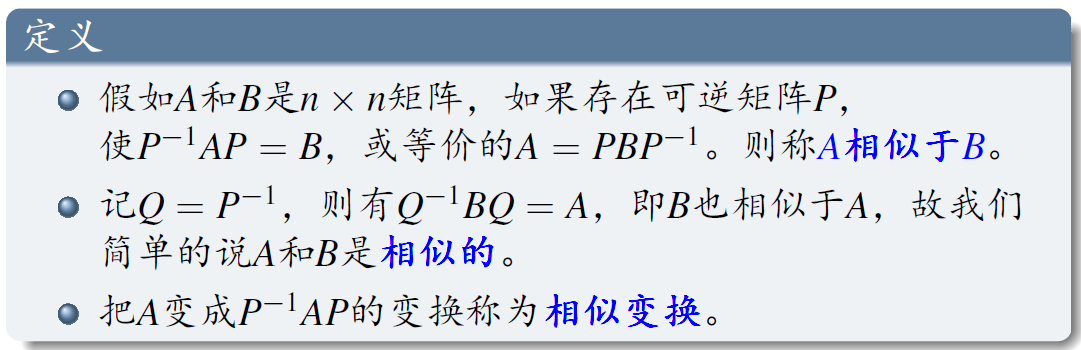 定义
假如A和B是n × n矩阵，如果存在可逆矩阵P，
使P⁻¹AP = B，或等价的A = PBP⁻¹。则称A相似于B。
记Q = P⁻¹，则有Q⁻¹BQ = A，即B也相似于A，故我们
简单的说A和B是相似的。
把A变成P⁻¹AP的变换称为相似变换。